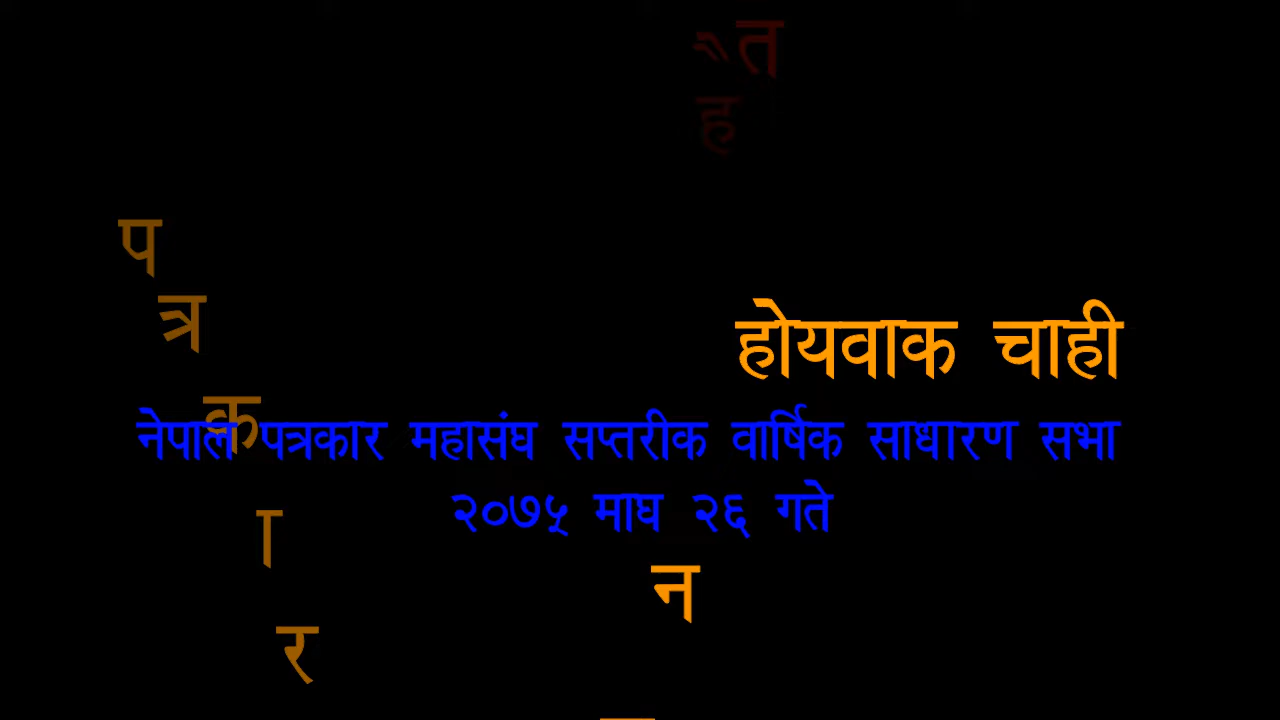 त
ह
प
त्र
होयवाक चाही
क
नेपाल पत्रकार महासंघ सप्तरीक वार्षिक साधारण सभा
२०७५ माघ २६ गते
ा
न
र